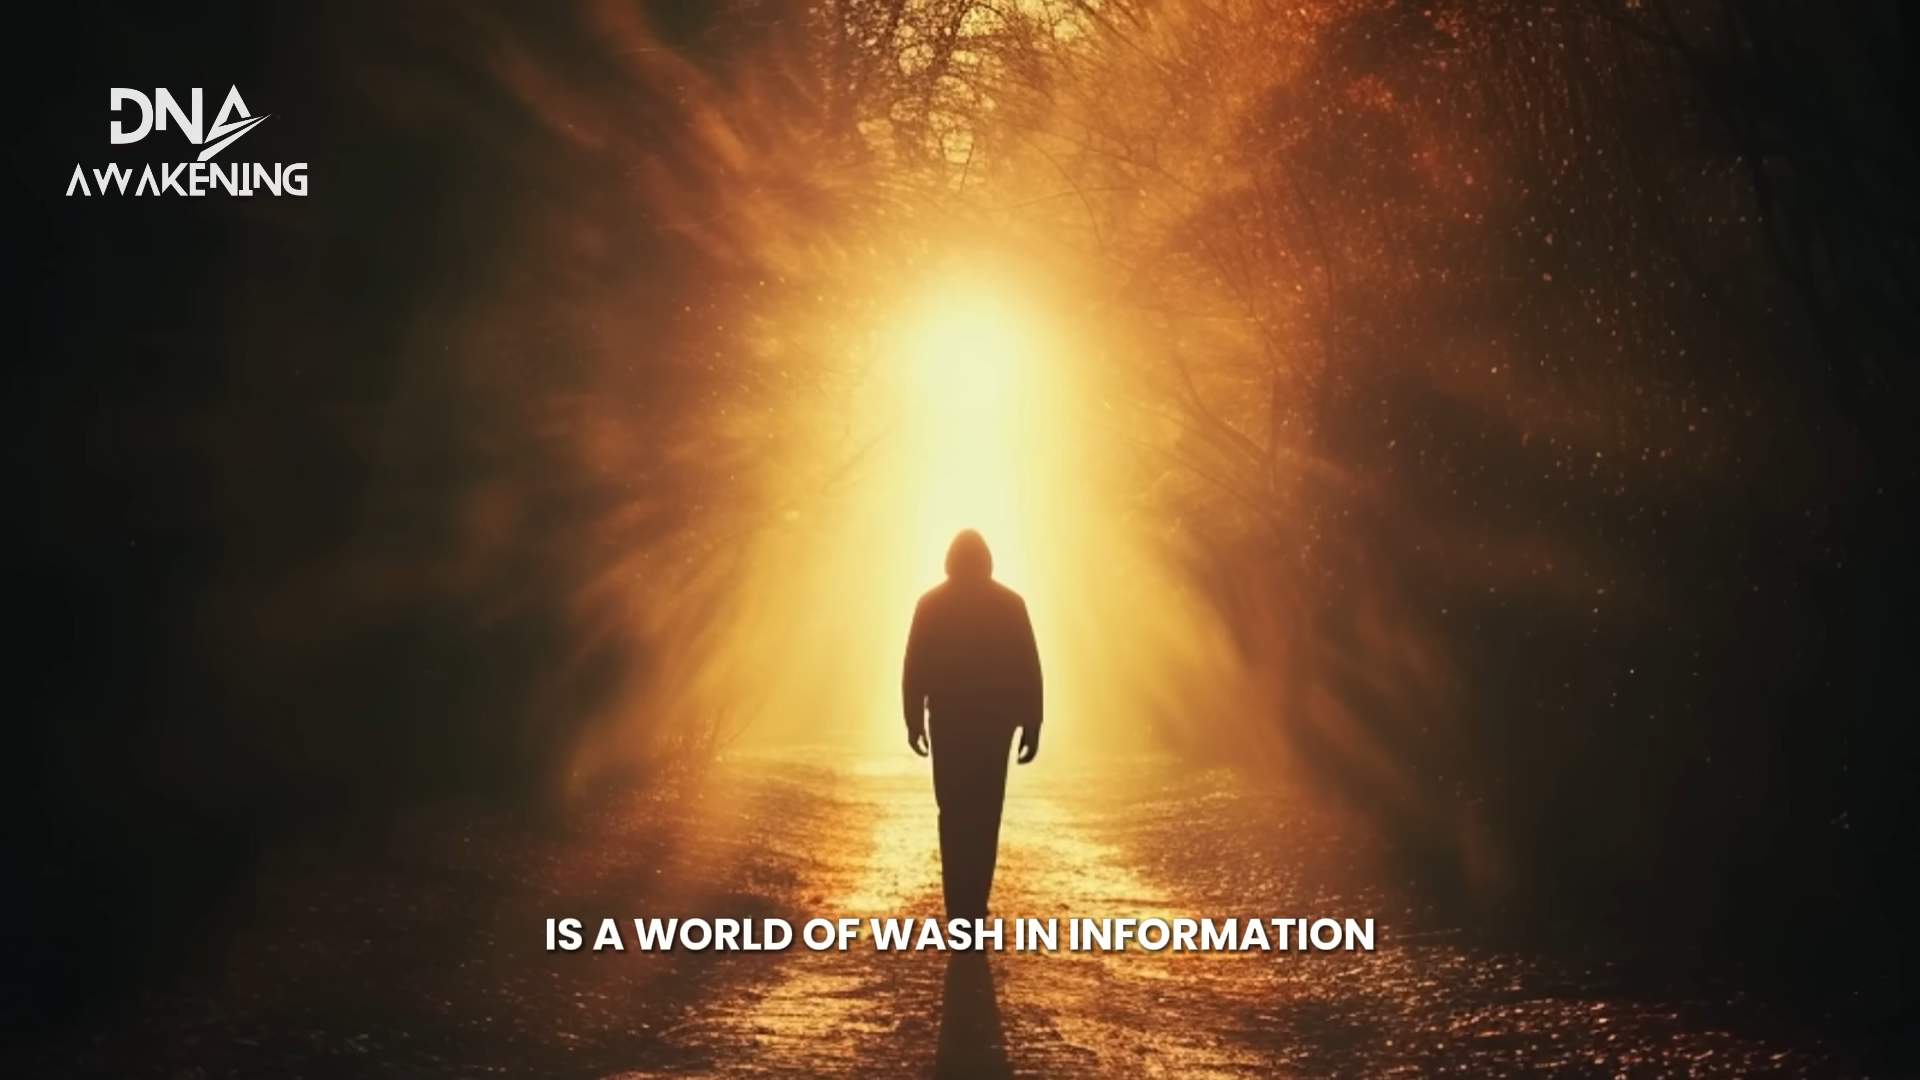 DNA
AWAKENING
IS A WORLD OF WASH IN INFORMATION